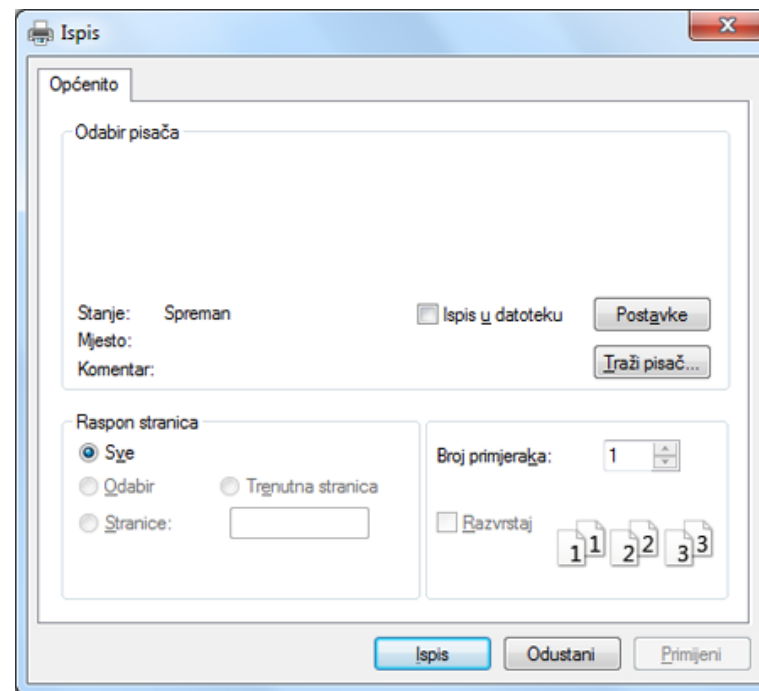 Ispis
Općenito
Odabir pisača
Stanje: Spreman
Ispis u datoteku
Postavke
Mjesto:
Komentar:
Traži pisač...
Raspon stranica
Sve
Odabir
Trenutna stranica
Stranice:
Broj primjeraka:
1
Razvrstaj
1 1 2 2 3 3
Ispis
Odustani
Primijeni